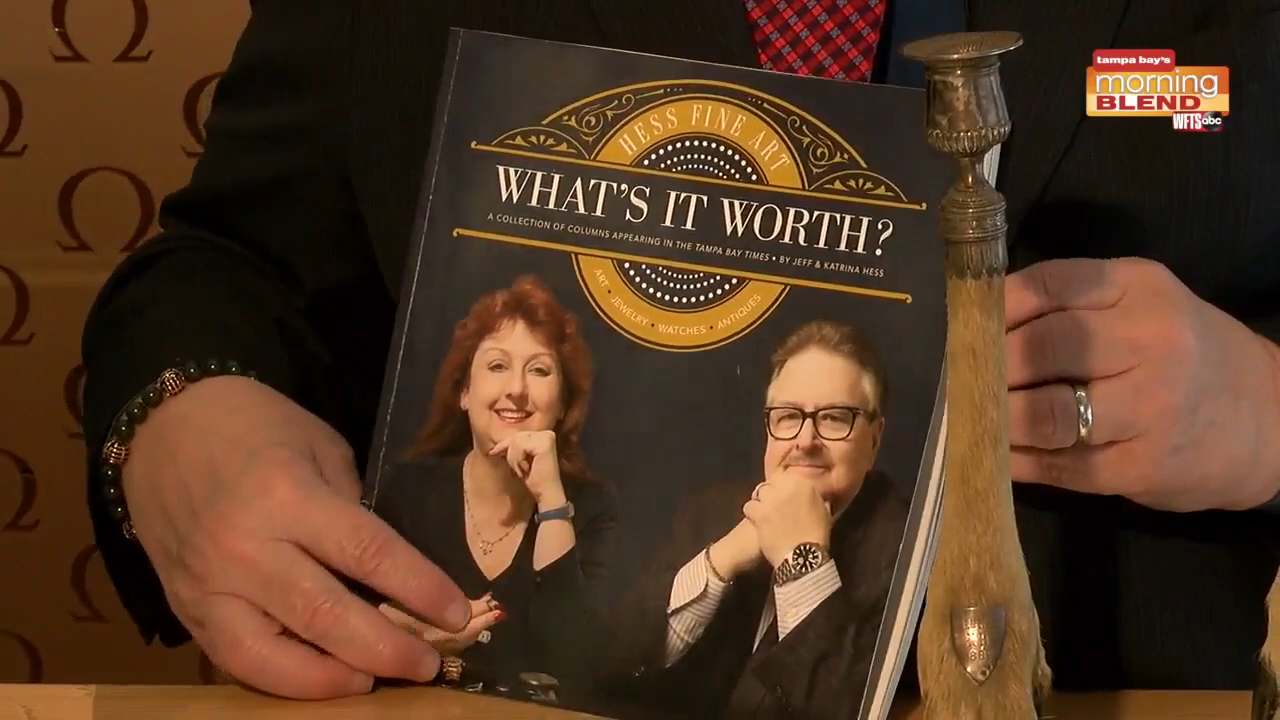 tampa bay's
morning
BLEND
WFTS abc
HESS FINE ART
WHAT'S IT WORTH?
A COLLECTION OF COLUMNS APPEARING IN THE TAMPA BAY TIMES • BY JEFF & KATRINA HESS
ART • JEWELRY • WATCHES • ANTIQUES